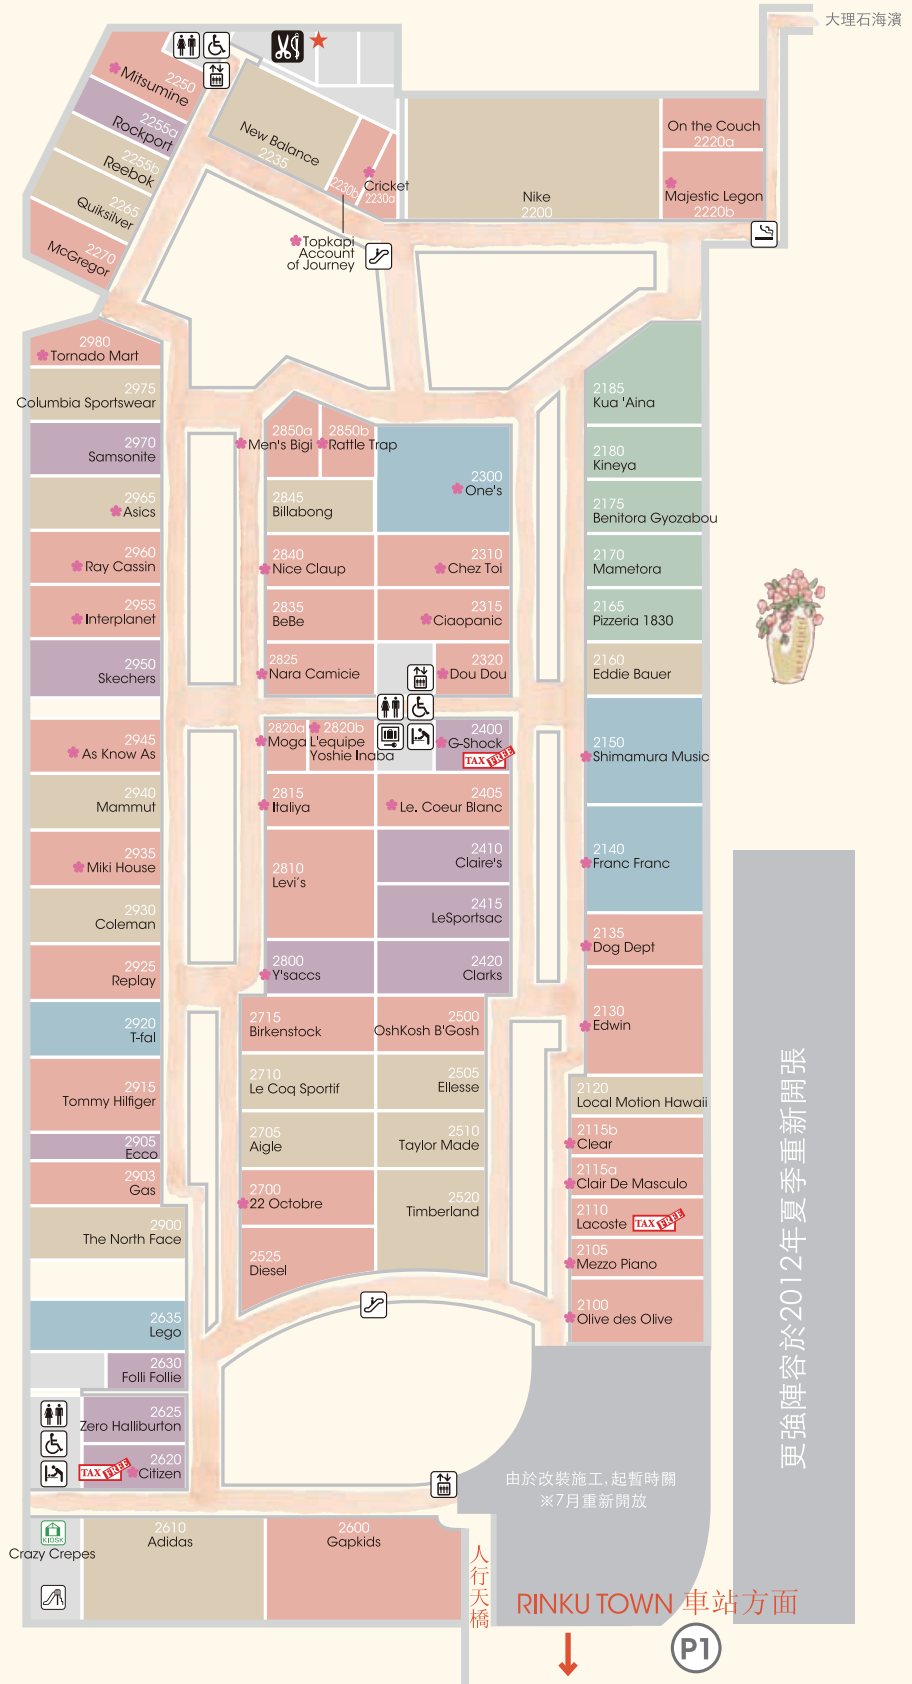 大理石海濱
2250
Mitsumine
2255a
Rockport
2255b
Reebok
2265
Quiksilver
2270
McGregor
New Balance
2235
2230b
Cricket
2230a
Topkapi
Account
of Journey
Nike
2200
On the Couch
2220a
Majestic Legon
2220b
2980
Tornado Mart
2975
Columbia Sportswear
2970
Samsonite
2965
Asics
2960
Ray Cassin
2955
Interplanet
2950
Skechers
2945
As Know As
2940
Mammut
2935
Miki House
2930
Coleman
2925
Replay
2920
T-fal
2915
Tommy Hilfiger
2905
Ecco
2903
Gas
2900
The North Face
2635
Lego
2630
Folli Follie
2625
Zero Halliburton
2620
TAX FREE
Citizen
2850a
Men's Bigi
2850b
Rattle Trap
2845
Billabong
2840
Nice Claup
2835
BeBe
2825
Nara Camicie
2820a
Moga
2820b
L'equipe
Yoshie Inaba
2815
Italiya
2810
Levi's
2800
Y'saccs
2715
Birkenstock
2710
Le Coq Sportif
2705
Aigle
2700
22 Octobre
2525
Diesel
2300
One's
2310
Chez Toi
2315
Ciaopanic
2320
Dou Dou
2400
G-Shock
TAX FREE
2405
Le. Coeur Blanc
2410
Claire's
2415
LeSportsac
2420
Clarks
2500
OshKosh B'Gosh
2505
Ellesse
2510
Taylor Made
2520
Timberland
2185
Kua 'Aina
2180
Kineya
2175
Benitora Gyozabou
2170
Mametora
2165
Pizzeria 1830
2160
Eddie Bauer
2150
Shimamura Music
2140
Franc Franc
2135
Dog Dept
2130
Edwin
2120
Local Motion Hawaii
2115b
Clear
2115a
Clair De Masculo
2110
Lacoste
TAX FREE
2105
Mezzo Piano
2100
Olive des Olive
更強陣容於2012年夏季重新開張
由於改裝施工,起暫時關
※7月重新開放
KIOSK
Crazy Crepes
2610
Adidas
2600
Gapkids
人行天橋
RINKU TOWN 車站方面
P1